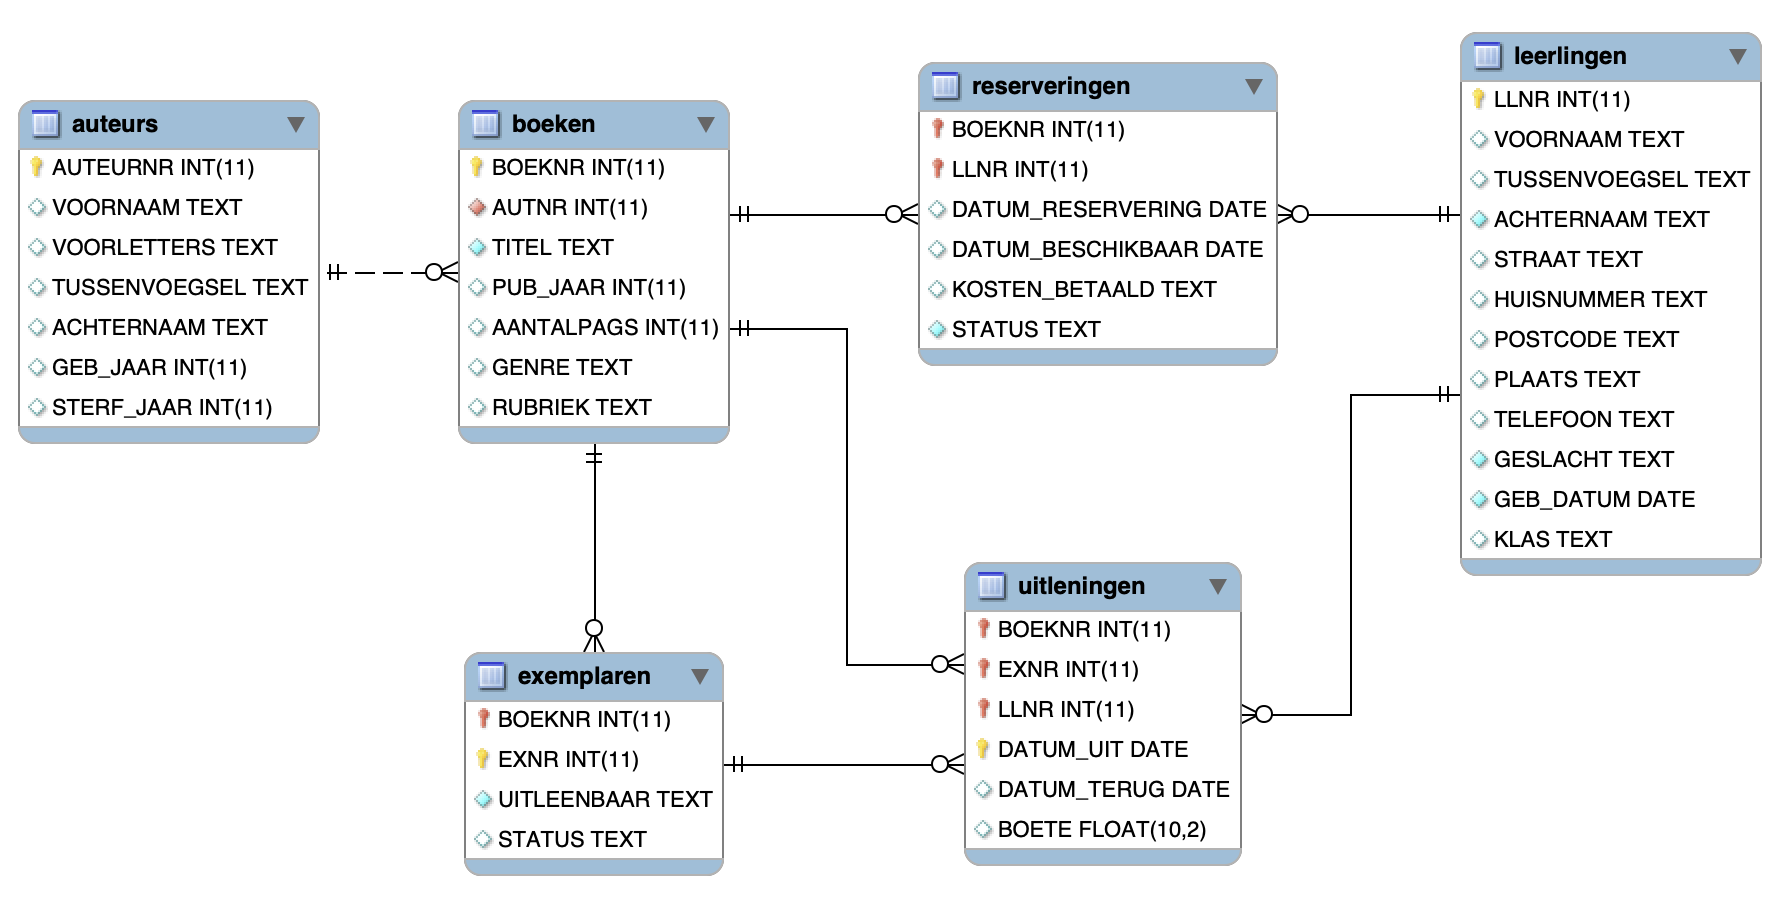 auteurs
AUTEURNR INT(11)
VOORNAAM TEXT
VOORLETTERS TEXT
TUSSENVOEGSEL TEXT
ACHTERNAAM TEXT
GEB_JAAR INT(11)
STERF_JAAR INT(11)
boeken
BOEKNR INT(11)
AUTNR INT(11)
TITEL TEXT
PUB_JAAR INT(11)
AANTALPAGS INT(11)
GENRE TEXT
RUBRIEK TEXT
reserveringen
BOEKNR INT(11)
LLNR INT(11)
DATUM_RESERVERING DATE
DATUM_BESCHIKBAAR DATE
KOSTEN_BETAALD TEXT
STATUS TEXT
leerlingen
LLNR INT(11)
VOORNAAM TEXT
TUSSENVOEGSEL TEXT
ACHTERNAAM TEXT
STRAAT TEXT
HUISNUMMER TEXT
POSTCODE TEXT
PLAATS TEXT
TELEFOON TEXT
GESLACHT TEXT
GEB_DATUM DATE
KLAS TEXT
exemplaren
BOEKNR INT(11)
EXNR INT(11)
UITLEENBAAR TEXT
STATUS TEXT
uitleningen
BOEKNR INT(11)
EXNR INT(11)
LLNR INT(11)
DATUM_UIT DATE
DATUM_TERUG DATE
BOETE FLOAT(10,2)